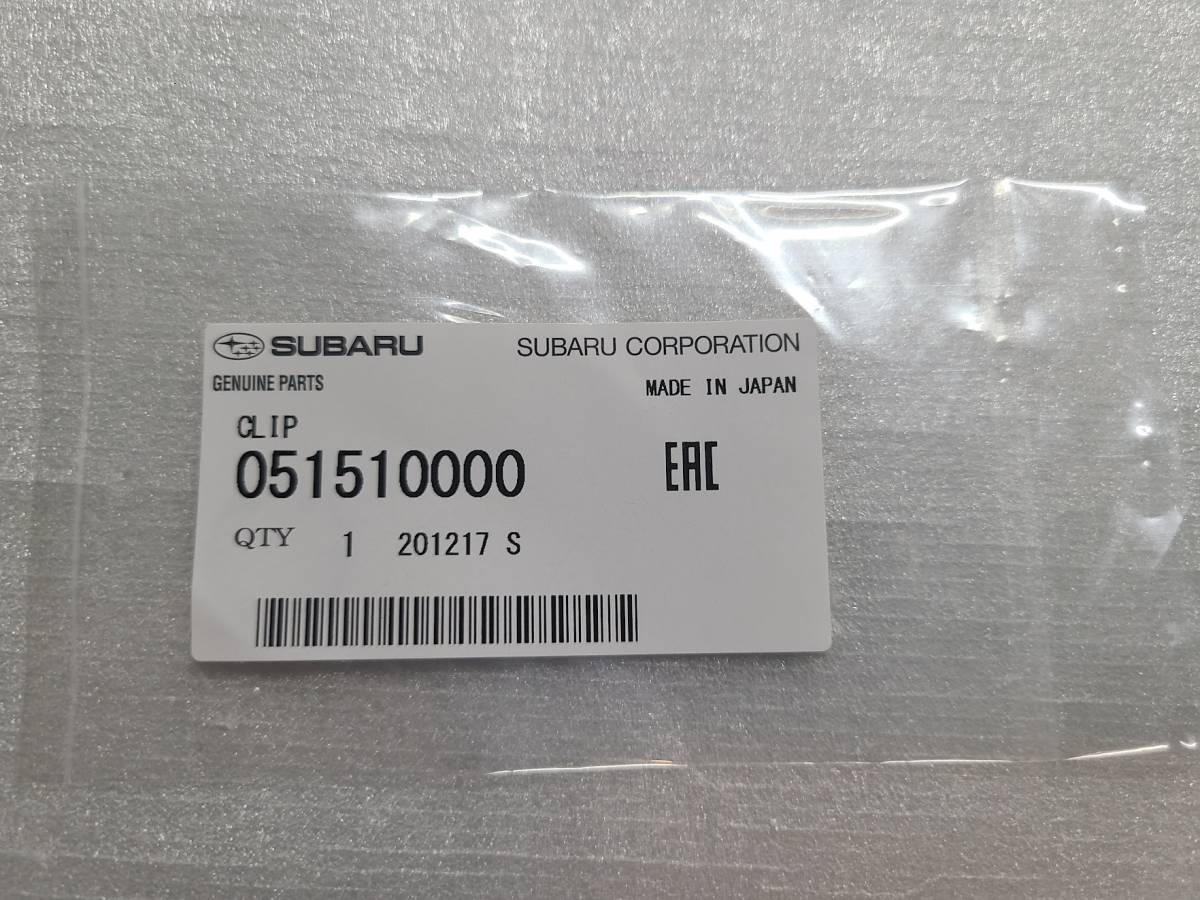 SUBARU SUBARU CORPORATION
GENUINE PARTS MADE IN JAPAN
CLIP
051510000 EAC
QTY 1 201217 S